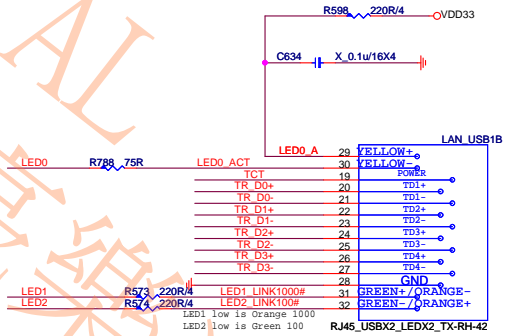 R598 220R/4 VDD33
C634 X_0.1u/16X4
LAN_USB1B
LED0_A 29 YELLOW+
LED0 R788 75R LED0_ACT 30 YELLOW-
TCT 19 POWER
TR_D0+ 20 TD1+
TR_D0- 21 TD1-
TR_D1+ 22 TD2+
TR_D1- 23 TD2-
TR_D2+ 24 TD3+
TR_D2- 25 TD3-
TR_D3+ 26 TD4+
TR_D3- 27 TD4-
28 GND
LED1 R573 220R/4 LED1_LINK1000# 31 GREEN+/ORANGE-
LED2 R574 220R/4 LED2_LINK100# 32 GREEN-/ORANGE+
LED1 low is Orange 1000
LED2 low is Green 100
RJ45_USBX2_LEDX2_TX-RH-42